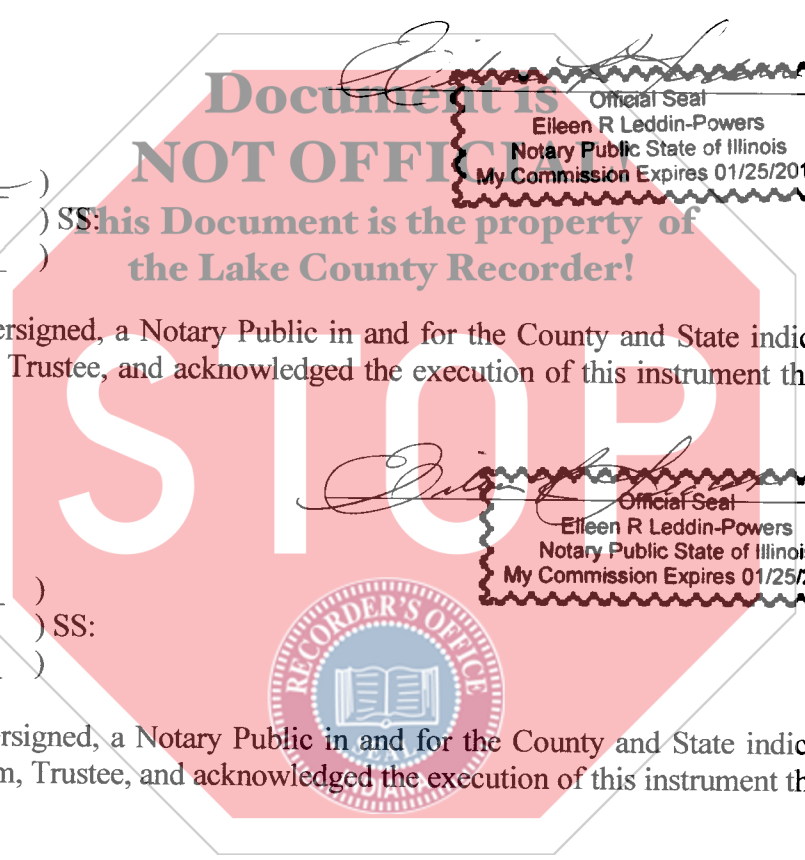 Document is
NOT OFFICIAL!
This Document is the property of
the Lake County Recorder!
STOP
Official Seal
Eileen R Leddin-Powers
Notary Public State of Illinois
My Commission Expires 01/25/201
)
) SS:
)
ersigned, a Notary Public in and for the County and State indic
Trustee, and acknowledged the execution of this instrument th
Official Seal
Eileen R Leddin-Powers
Notary Public State of Illinois
My Commission Expires 01/25/2
)
) SS:
)
RECORDER'S OFFICE
SEAL
INDIANA
ersigned, a Notary Public in and for the County and State indic
m, Trustee, and acknowledged the execution of this instrument th